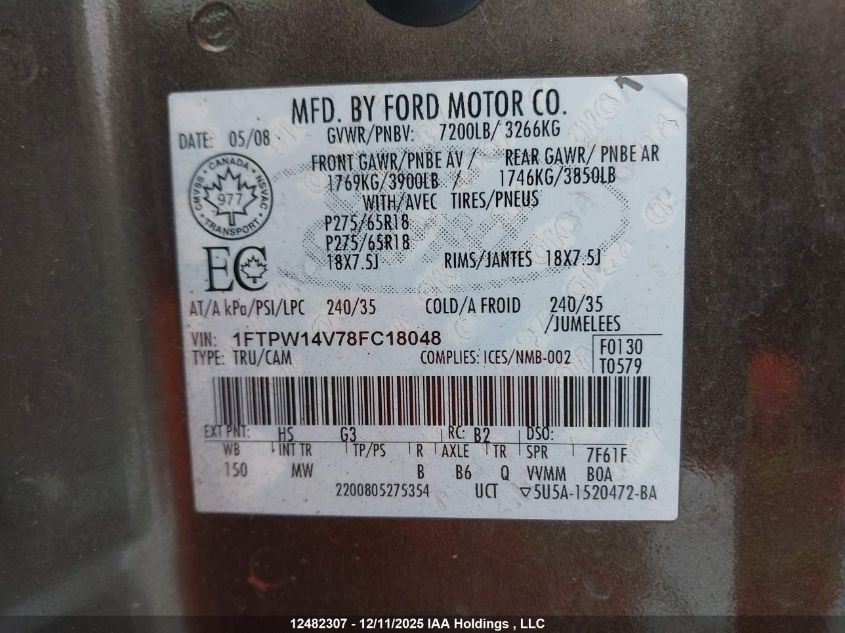 MFD. BY FORD MOTOR CO.
DATE: 05/08 GVWR/PNBV: 7200LB/ 3266KG
FRONT GAWR/PNBE AV / REAR GAWR/ PNBE AR
1769KG/3900LB / 1746KG/3850LB
WITH/AVEC TIRES/PNEUS
CANADA
CMVSS 977 NSVAC
TRANSPORT
P275/65R18
P275/65R18
18X7.5J RIMS/JANTES 18X7.5J
EC
AT/A kPa/PSI/LPC 240/35 COLD/A FROID 240/35
/JUMELEES
VIN: 1FTPW14V78FC18048
TYPE: TRU/CAM COMPLIES: ICES/NMB-002 F0130
T0579
EXT PNT: HS G3 RC: B2 DSO:
WB INT TR TP/PS R AXLE TR SPR 7F61F
150 MW B B6 Q VVMM B0A
2200805275354 UCT ▽5U5A-1520472-BA
12482307 - 12/11/2025 IAA Holdings , LLC